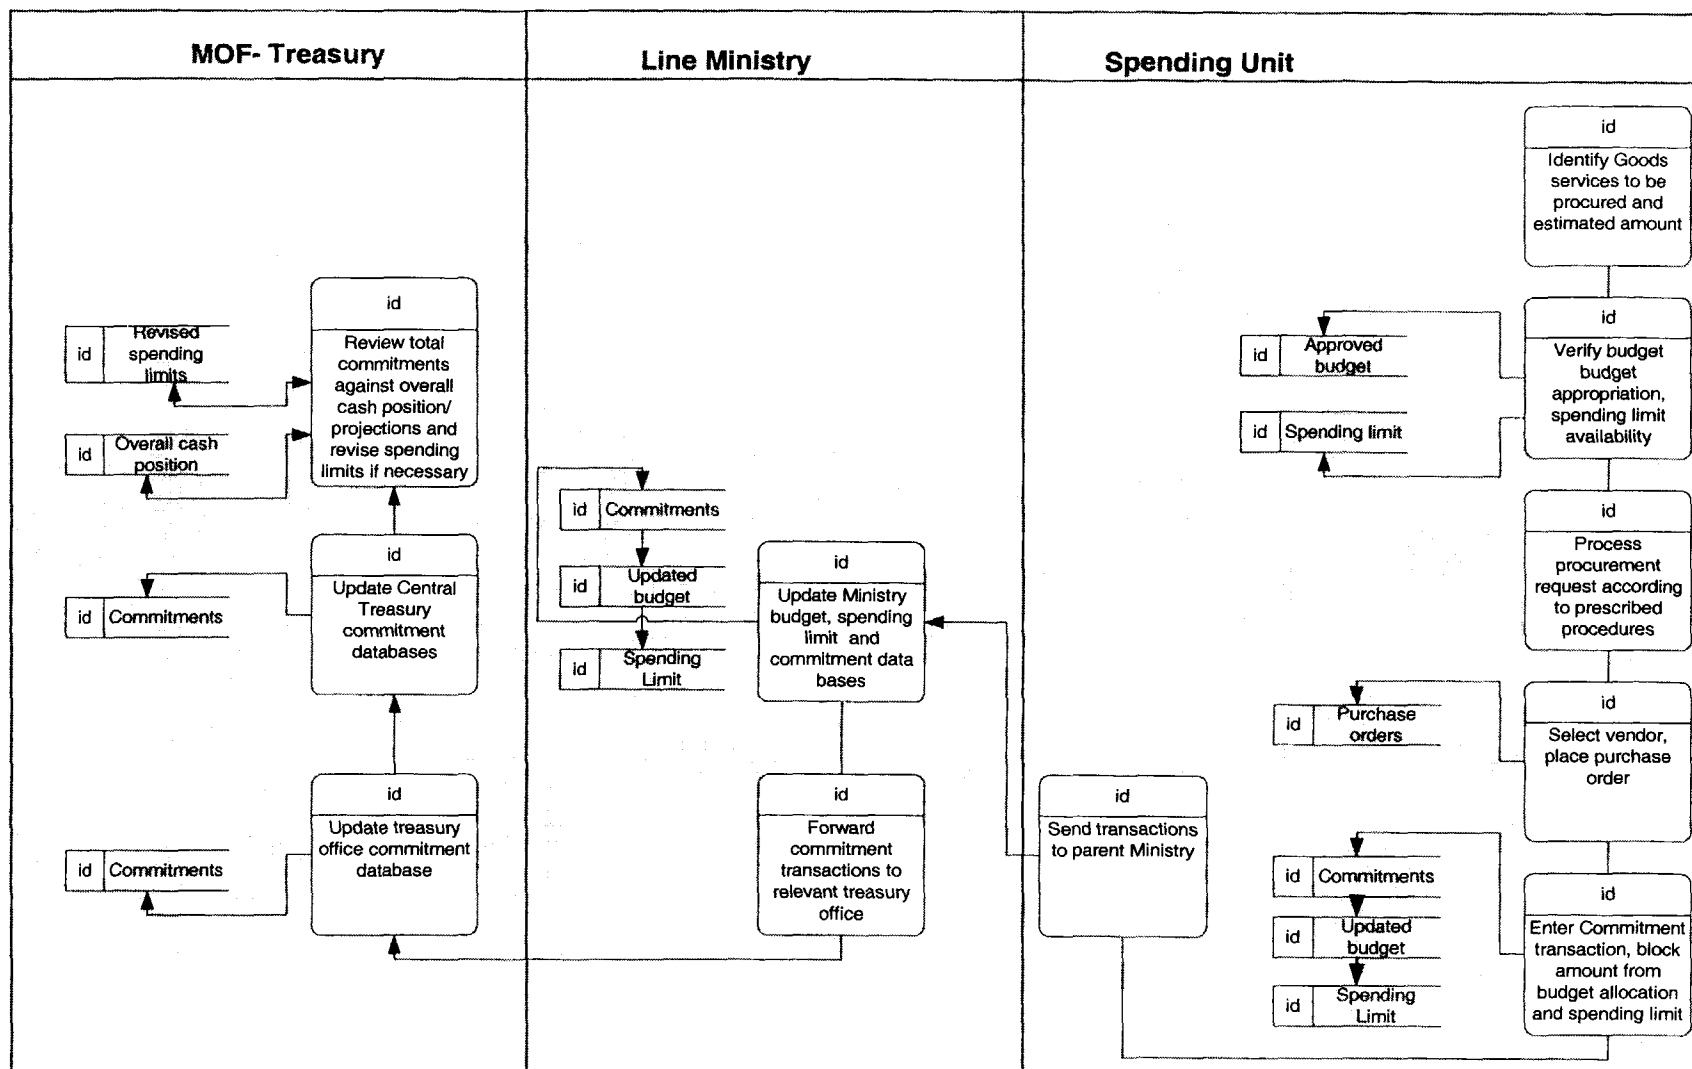 MOF- Treasury
Line Ministry
Spending Unit
id
Identify Goods
services to be
procured and
estimated amount
id
Verify budget
budget
appropriation,
spending limit
availability
id
Approved
budget
id
Spending limit
id
Process
procurement
request according
to prescribed
procedures
id
Select vendor,
place purchase
order
id
Purchase
orders
id
Enter Commitment
transaction, block
amount from
budget allocation
and spending limit
id
Commitments
id
Updated
budget
id
Spending
Limit
id
Send transactions
to parent Ministry
id
Update Ministry
budget, spending
limit and
commitment data
bases
id
Commitments
id
Updated
budget
id
Spending
Limit
id
Forward
commitment
transactions to
relevant treasury
office
id
Update treasury
office commitment
database
id
Commitments
id
Update Central
Treasury
commitment
databases
id
Commitments
id
Review total
commitments
against overall
cash position/
projections and
revise spending
limits if necessary
id
Revised
spending
limits
id
Overall cash
position